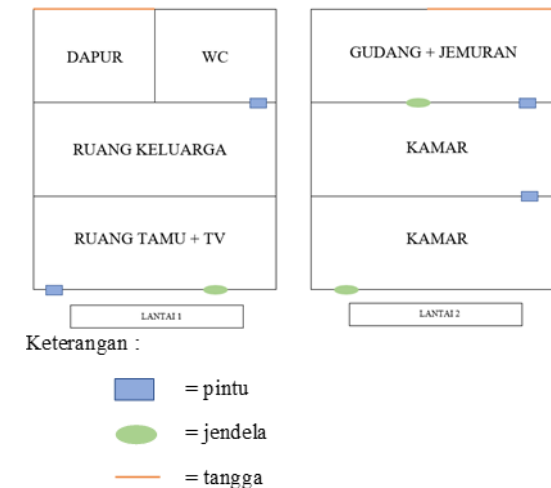 DAPUR
WC
GUDANG + JEMURAN
RUANG KELUARGA
KAMAR
RUANG TAMU + TV
KAMAR
LANTAI 1
LANTAI 2
Keterangan :
= pintu
= jendela
= tangga